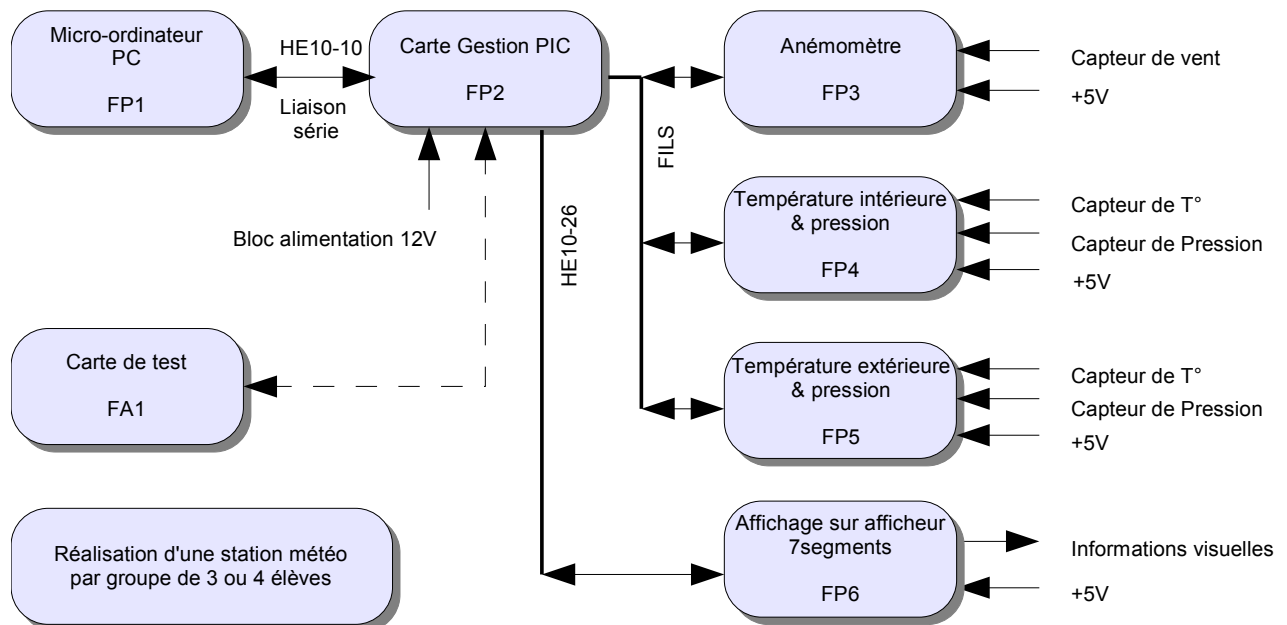 Micro-ordinateur
PC
FP1
HE10-10
Liaison
série
Carte Gestion PIC
FP2
Anémomètre
FP3
Capteur de vent
+5V
FILS
Bloc alimentation 12V
HE10-26
Température intérieure
& pression
FP4
Capteur de T°
Capteur de Pression
+5V
Carte de test
FA1
Température extérieure
& pression
FP5
Capteur de T°
Capteur de Pression
+5V
Réalisation d'une station météo
par groupe de 3 ou 4 élèves
Affichage sur afficheur
7segments
FP6
Informations visuelles
+5V